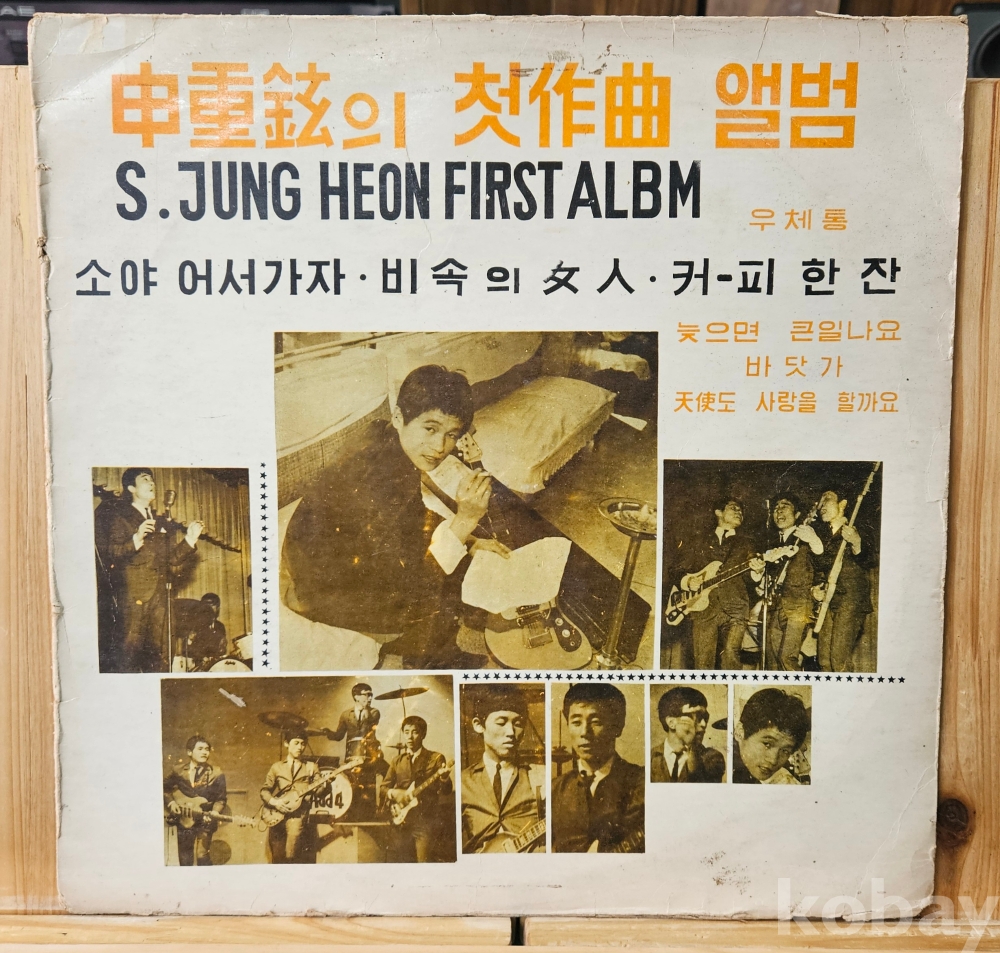 申重鉉의 첫作曲 앨범
S.JUNG HEON FIRST ALBM
우체통
소야 어서가자·비속의 女人·커-피 한 잔
늦으면 큰일나요
바닷가
天使도 사랑을 할까요
Add4
kobay